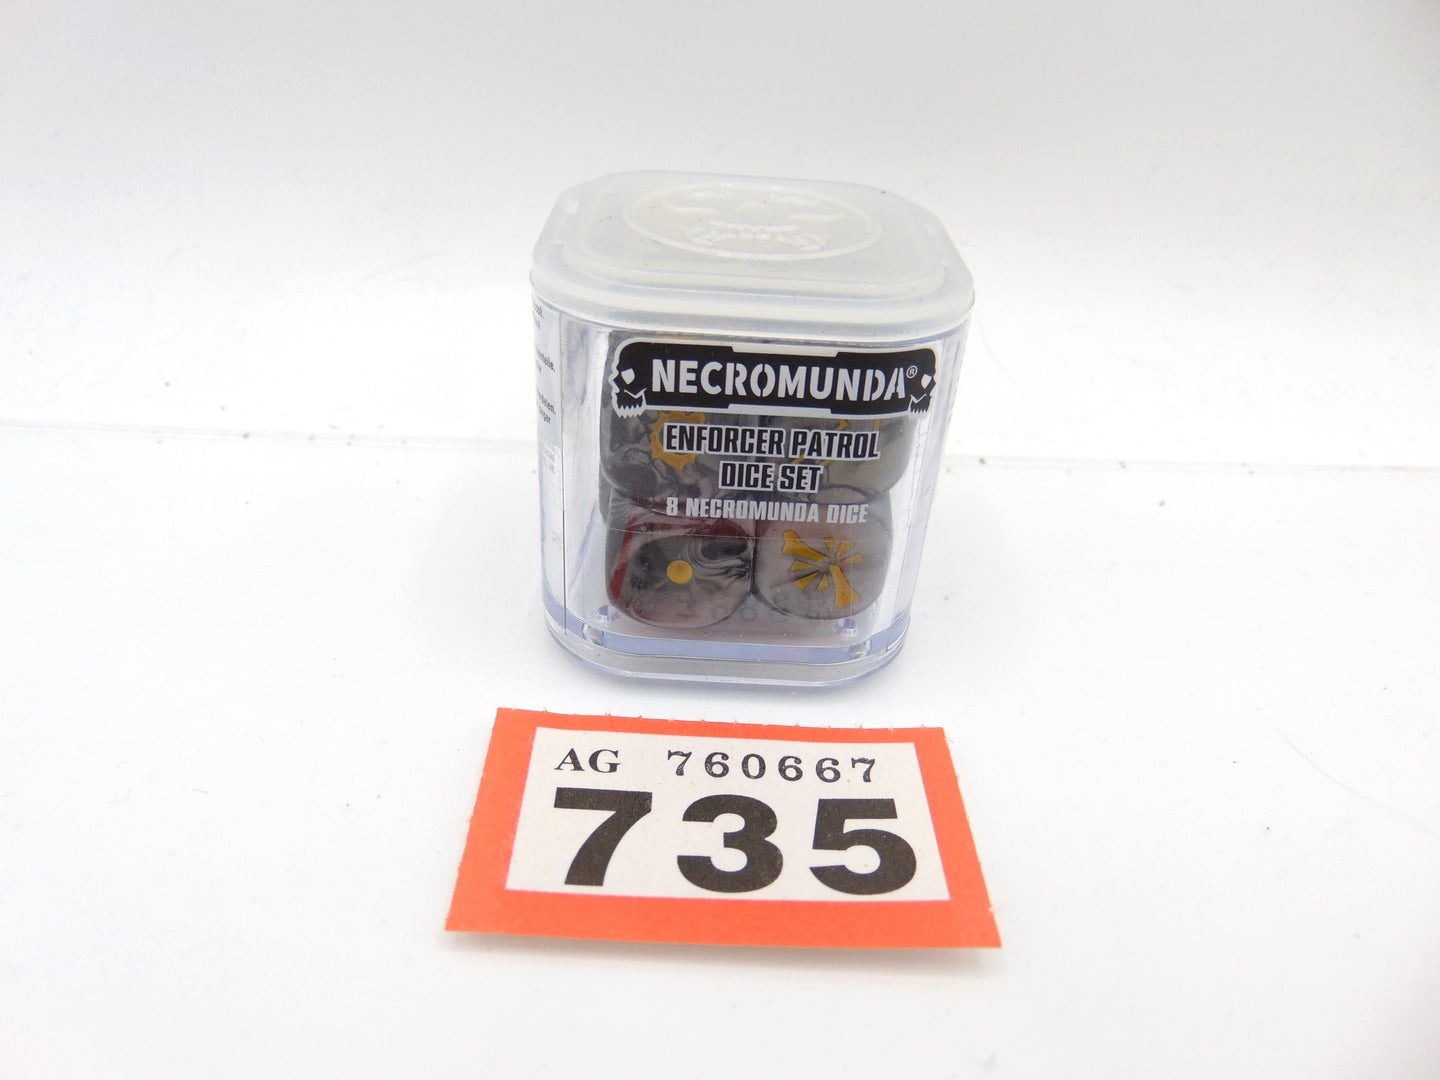 NECROMUNDA®
ENFORCER PATROL
DICE SET
8 NECROMUNDA DICE
AG 760667
735